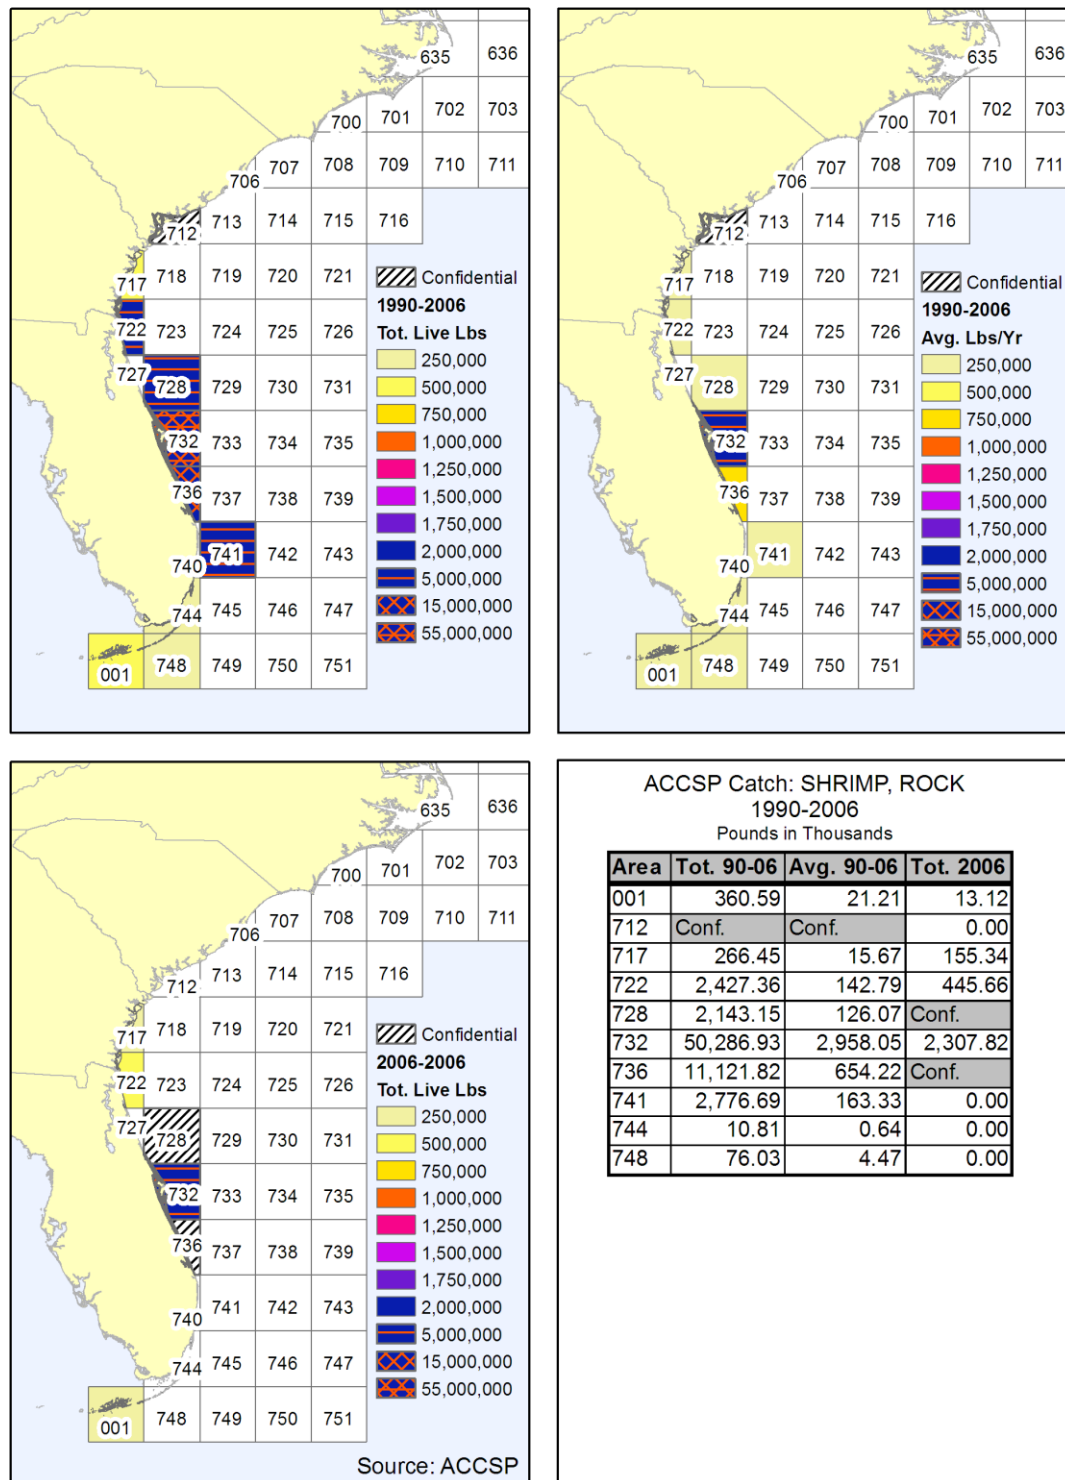 635 636
700 701 702 703
706 707 708 709 710 711
712 713 714 715 716
717 718 719 720 721
722 723 724 725 726
727 728 729 730 731
732 733 734 735
736 737 738 739
740 741 742 743
744 745 746 747
001 748 749 750 751
Confidential
1990-2006
Tot. Live Lbs
250,000
500,000
750,000
1,000,000
1,250,000
1,500,000
1,750,000
2,000,000
5,000,000
15,000,000
55,000,000
635 636
700 701 702 703
706 707 708 709 710 711
712 713 714 715 716
717 718 719 720 721
722 723 724 725 726
727 728 729 730 731
732 733 734 735
736 737 738 739
740 741 742 743
744 745 746 747
001 748 749 750 751
Confidential
1990-2006
Avg. Lbs/Yr
250,000
500,000
750,000
1,000,000
1,250,000
1,500,000
1,750,000
2,000,000
5,000,000
15,000,000
55,000,000
635 636
700 701 702 703
706 707 708 709 710 711
712 713 714 715 716
717 718 719 720 721
722 723 724 725 726
727 728 729 730 731
732 733 734 735
736 737 738 739
740 741 742 743
744 745 746 747
001 748 749 750 751
Confidential
2006-2006
Tot. Live Lbs
250,000
500,000
750,000
1,000,000
1,250,000
1,500,000
1,750,000
2,000,000
5,000,000
15,000,000
55,000,000
Source: ACCSP
ACCSP Catch: SHRIMP, ROCK
1990-2006
Pounds in Thousands
Area Tot. 90-06 Avg. 90-06 Tot. 2006
001 360.59 21.21 13.12
712 Conf. Conf. 0.00
717 266.45 15.67 155.34
722 2,427.36 142.79 445.66
728 2,143.15 126.07 Conf.
732 50,286.93 2,958.05 2,307.82
736 11,121.82 654.22 Conf.
741 2,776.69 163.33 0.00
744 10.81 0.64 0.00
748 76.03 4.47 0.00